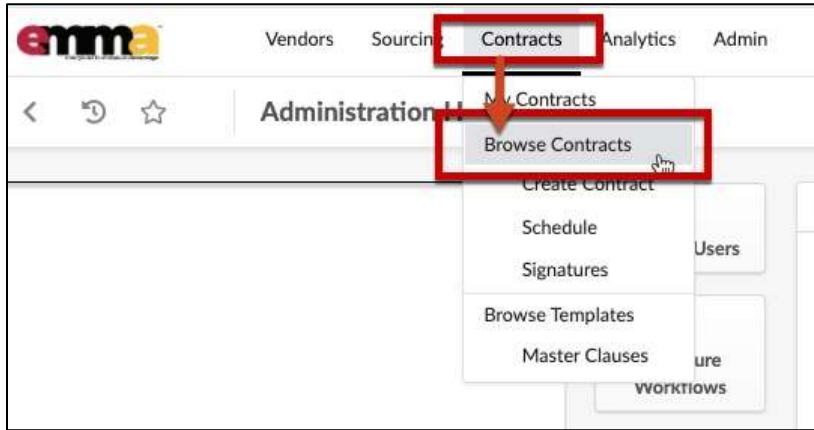 emma
Vendors Sourcing Contracts Analytics Admin
Administration H
My Contracts
Browse Contracts
Create Contract
Schedule
Signatures
Users
Browse Templates
Master Clauses
ure
Workflows